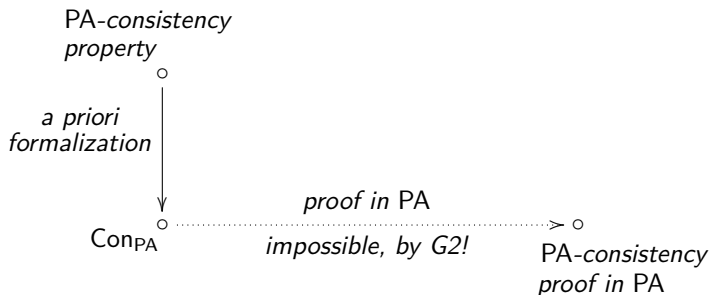 PA-consistency
property
a priori
formalization
proof in PA
Con_PA
impossible, by G2!
PA-consistency
proof in PA